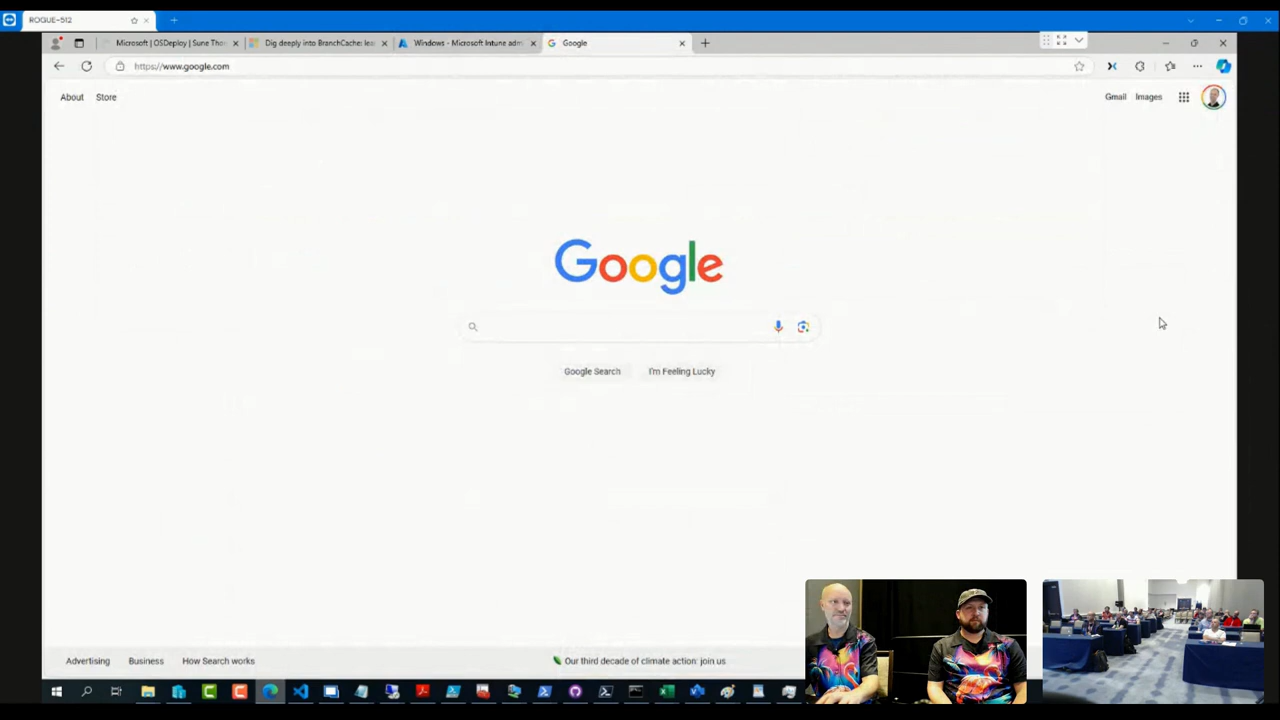 ROGUE-512
Microsoft | OSDeploy | Sune Tho
Dig deeply into BranchCache: lea
Windows - Microsoft Intune adm
Google
https://www.google.com
About
Store
Gmail
Images
Google
Google Search
I'm Feeling Lucky
Advertising
Business
How Search works
Our third decade of climate action: join us